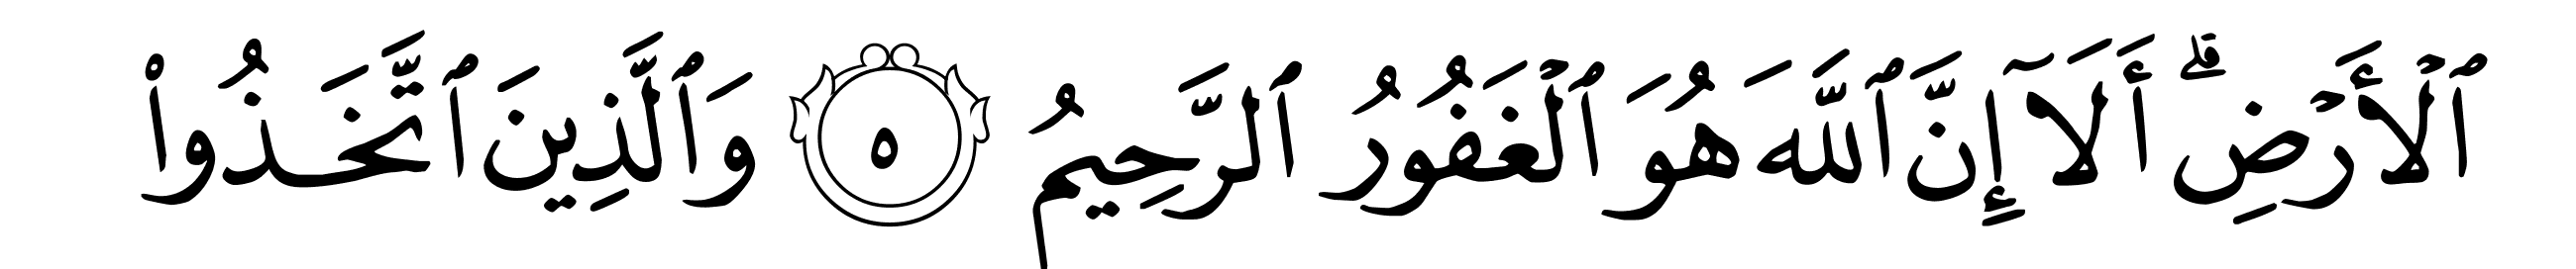 ٱلْأَرْضِۗ أَلَآ إِنَّ ٱللَّهَ هُوَ ٱلْغَفُورُ ٱلرَّحِيمُ ٥ وَٱلَّذِينَ ٱتَّخَذُوا۟